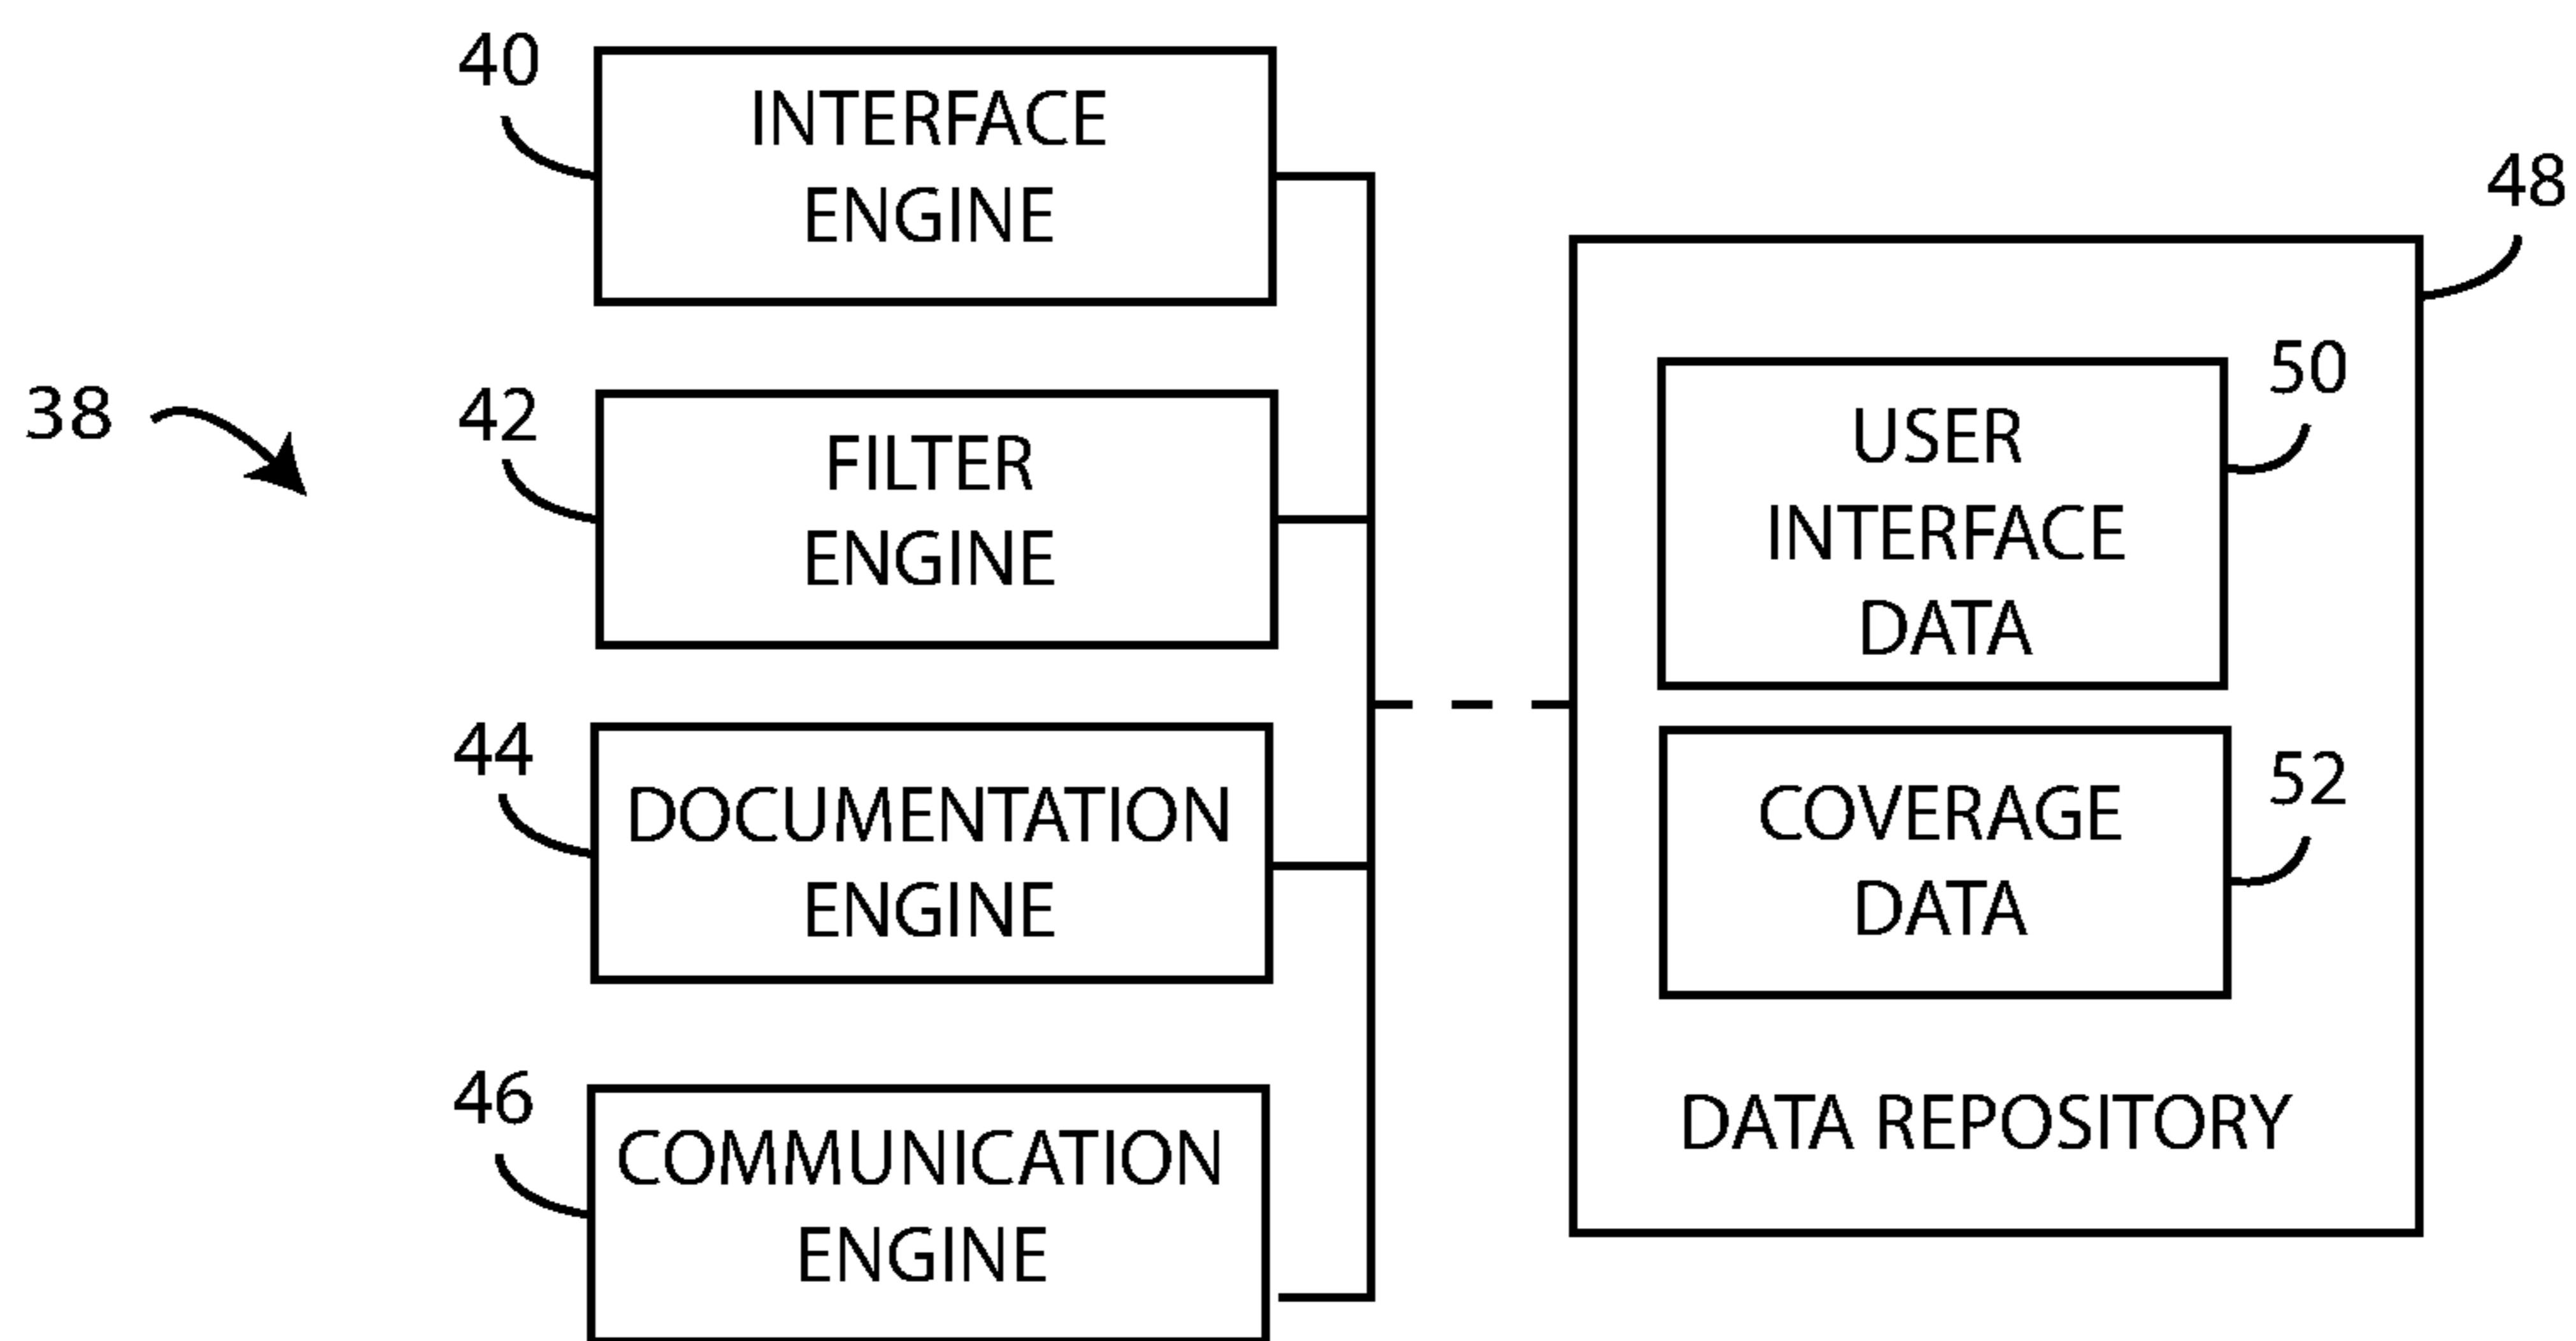 40
INTERFACE
ENGINE
38
42
FILTER
ENGINE
44
DOCUMENTATION
ENGINE
46
COMMUNICATION
ENGINE
48
50
USER
INTERFACE
DATA
52
COVERAGE
DATA
DATA REPOSITORY